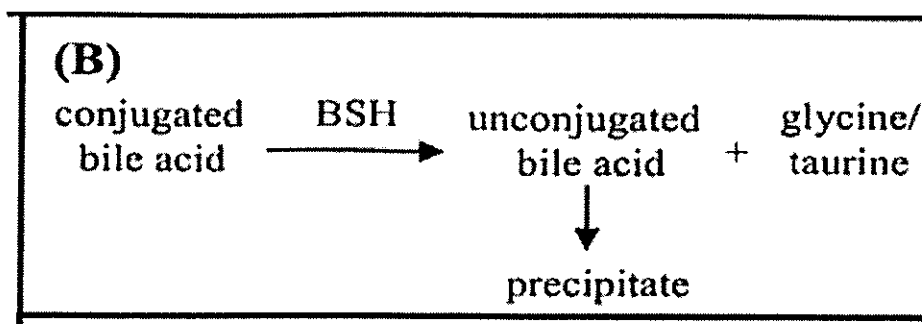 (B)
conjugated BSH unconjugated glycine/
bile acid bile acid + taurine
precipitate